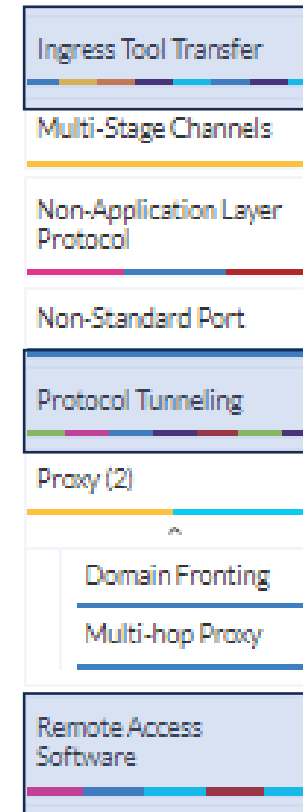 Ingress Tool Transfer
Multi-Stage Channels
Non-Application Layer
Protocol
Non-Standard Port
Protocol Tunneling
Proxy (2)
Domain Fronting
Multi-hop Proxy
Remote Access
Software